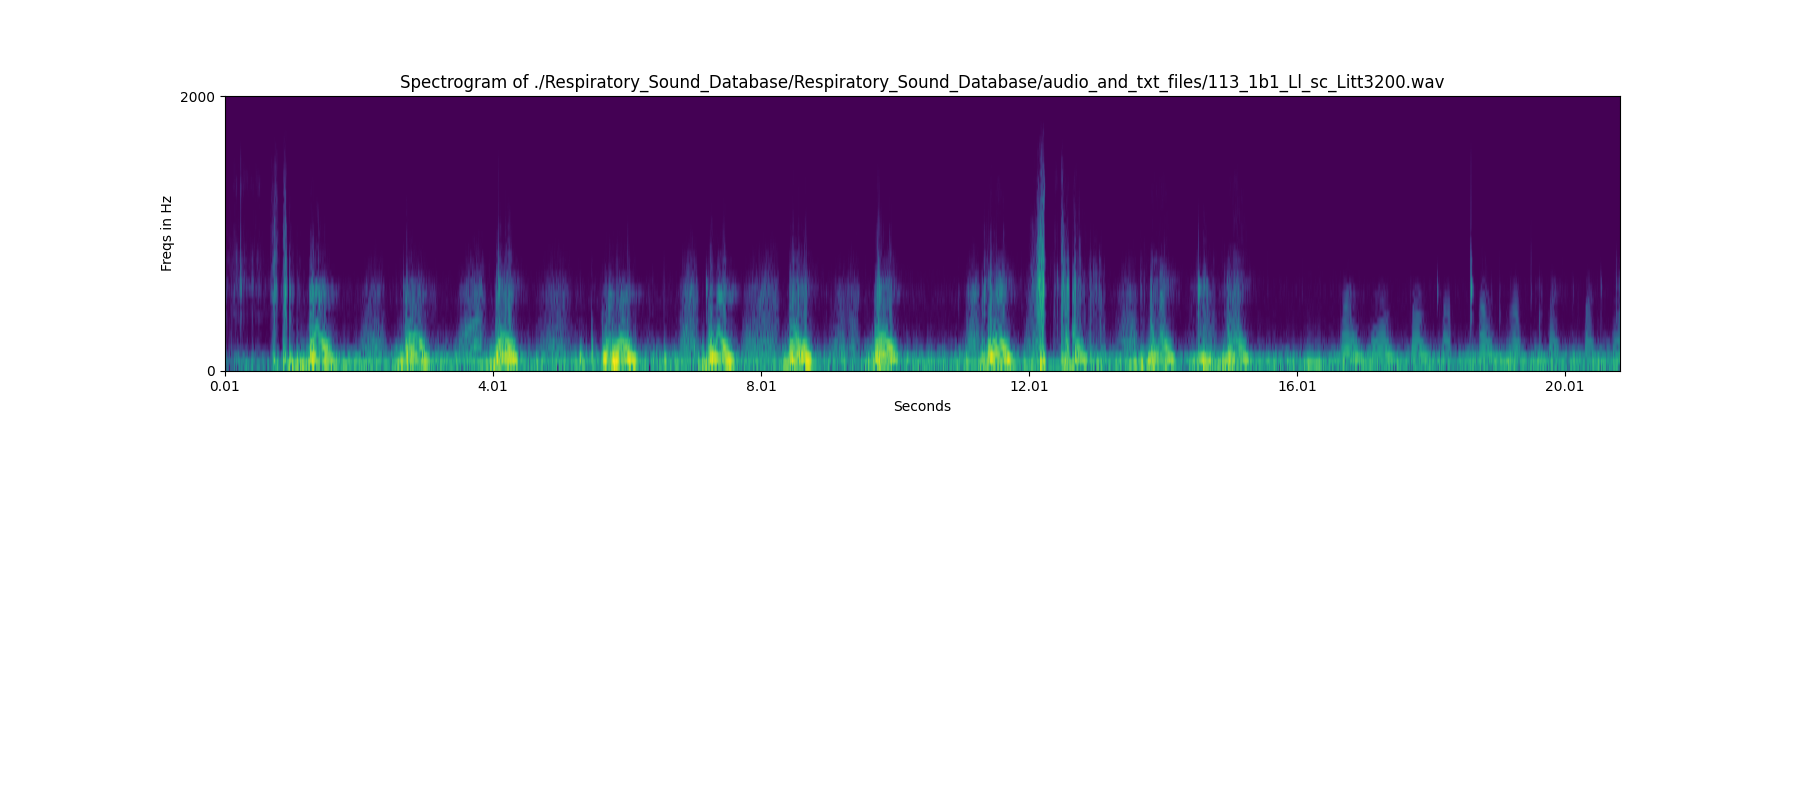 Spectrogram of ./Respiratory_Sound_Database/Respiratory_Sound_Database/audio_and_txt_files/113_1b1_Ll_sc_Litt3200.wav
2000
Freqs in Hz
0
0.01 4.01 8.01 12.01 16.01 20.01
Seconds